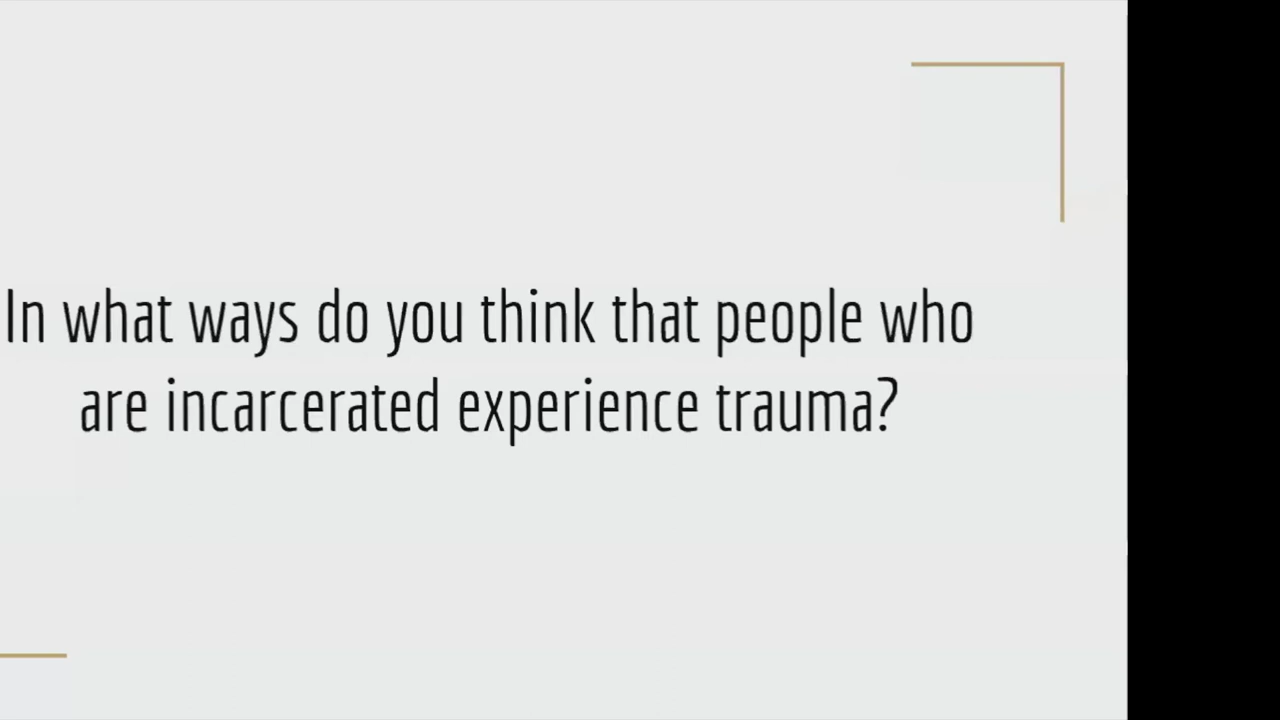 In what ways do you think that people who
are incarcerated experience trauma?